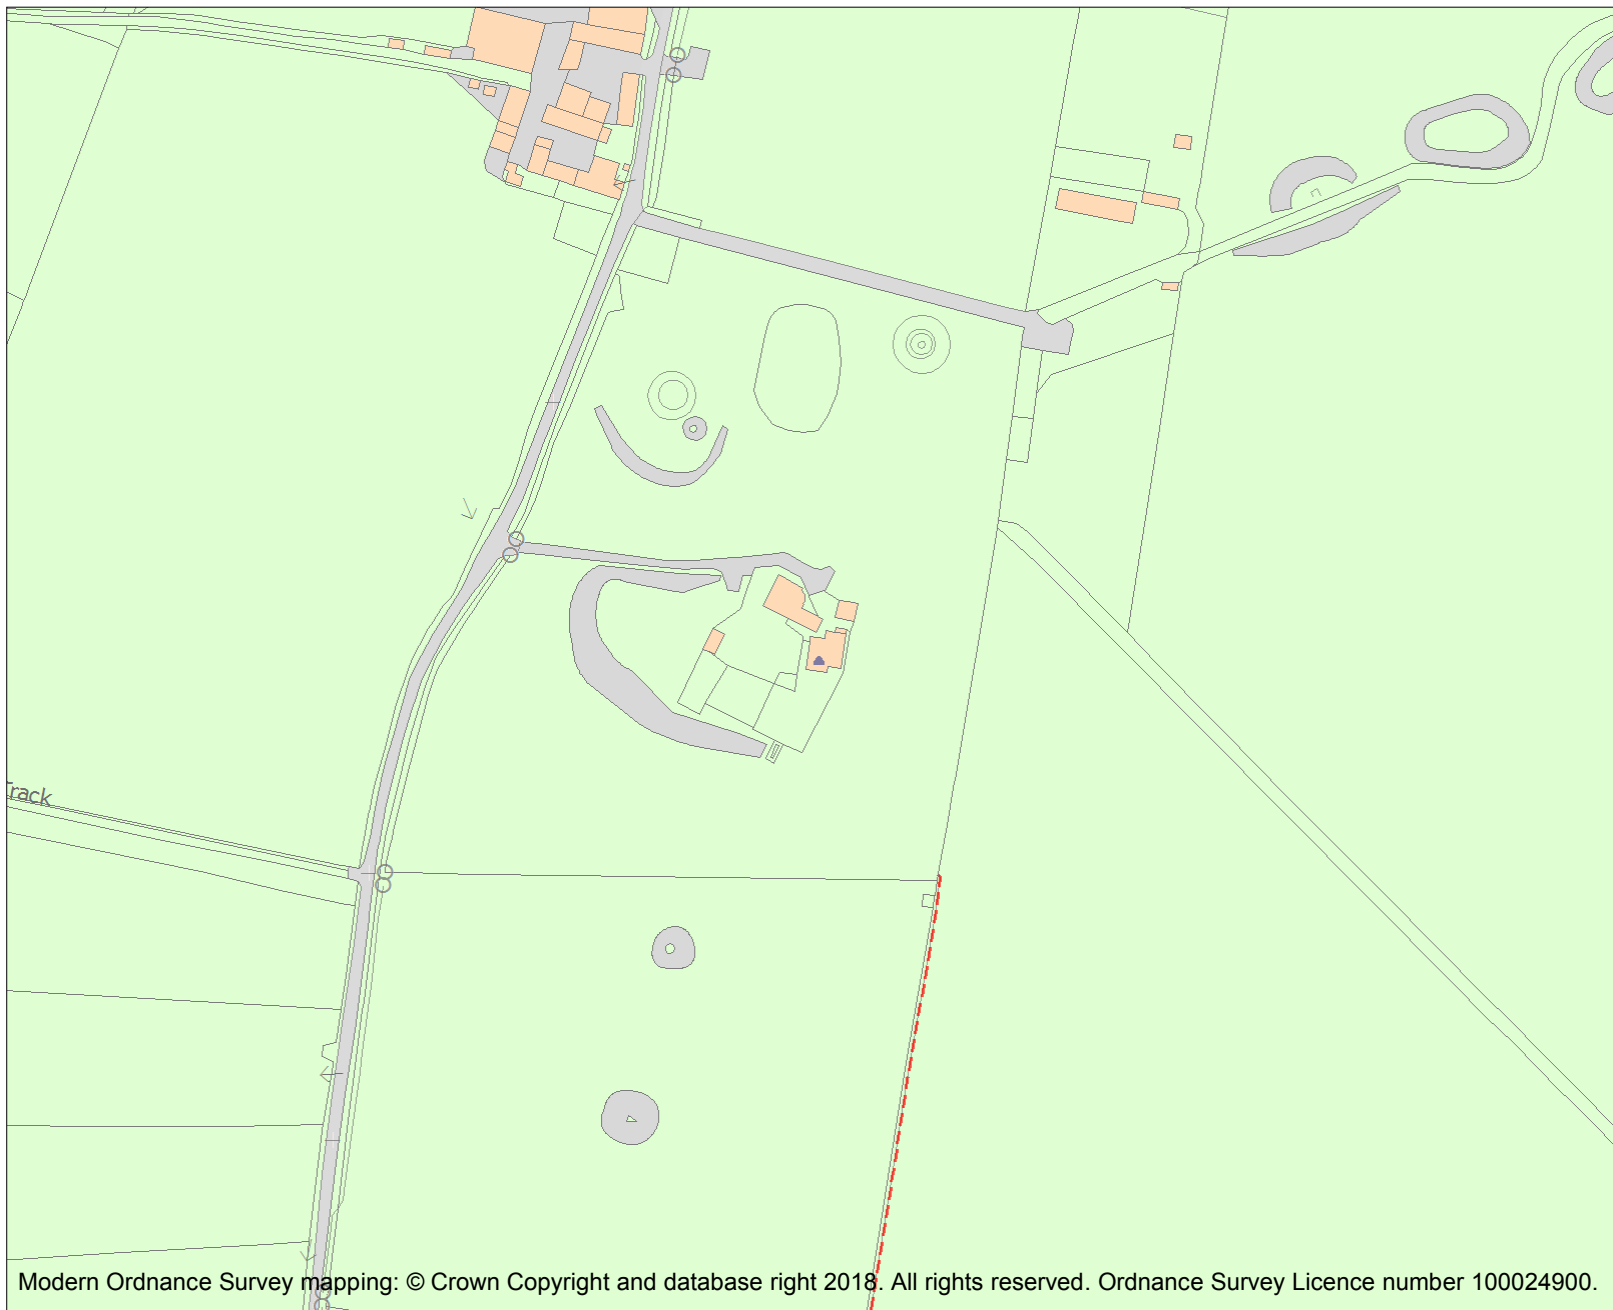 Track
Modern Ordnance Survey mapping: © Crown Copyright and database right 2018. All rights reserved. Ordnance Survey Licence number 100024900.